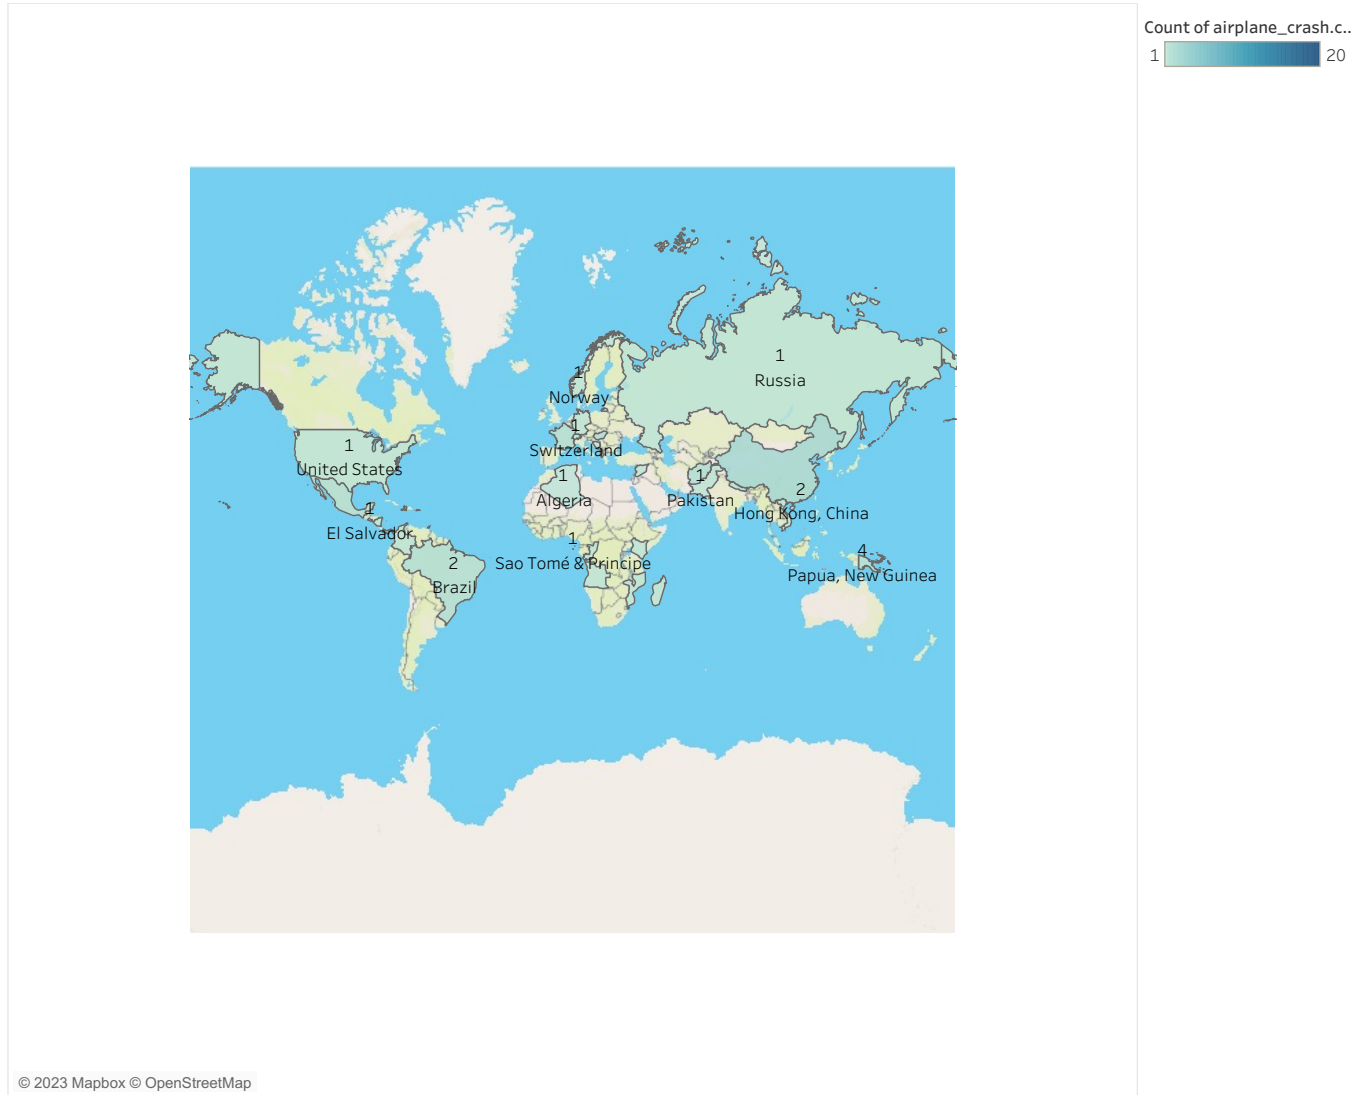 Count of airplane_crash.c..
1 20
1
Russia
1
Norway
1
Switzerland
1
United States
1
Algeria
1
Pakistan
2
Hong Kong, China
El Salvador
1
Sao Tomé & Principe
2
Brazil
4
Papua, New Guinea
© 2023 Mapbox © OpenStreetMap